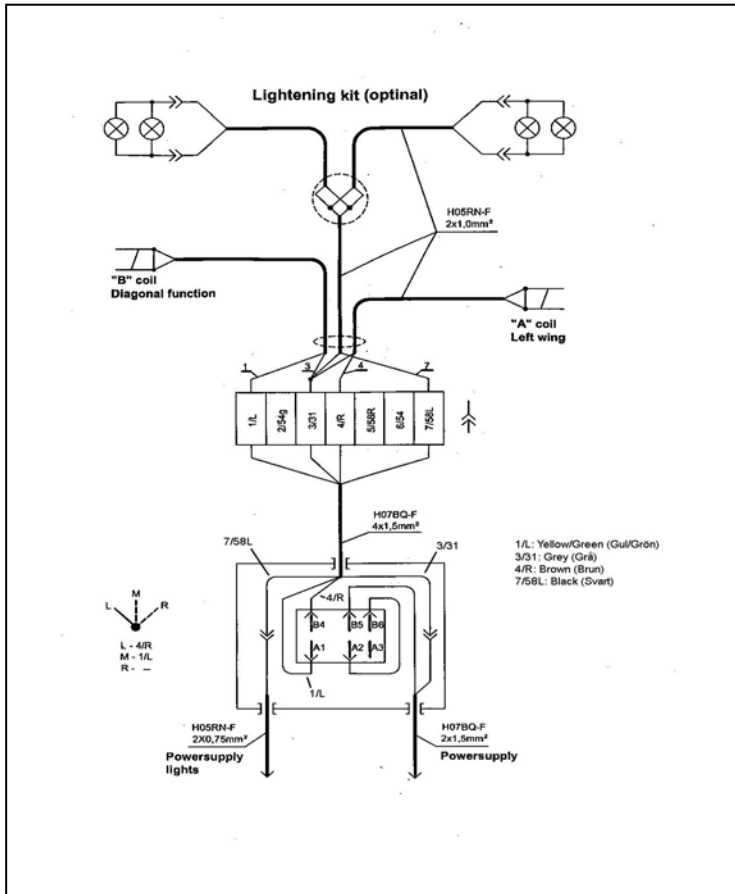 Lightening kit (optinal)
H05RN-F
2x1,0mm²
"B" coil
Diagonal function
"A" coil
Left wing
1
3
4
7
1/L
2/54g
3/31
4/R
5/58R
6/54
7/58L
H07BQ-F
4x1,5mm²
7/58L
3/31
1/L: Yellow/Green (Gul/Grön)
3/31: Grey (Grå)
4/R: Brown (Brun)
7/58L: Black (Svart)
4/R
M
L R
L - 4/R
M - 1/L
R - –
B4 B5 B6
A1 A2 A3
1/L
H05RN-F
2X0,75mm²
Powersupply
lights
H07BQ-F
2x1,5mm²
Powersupply